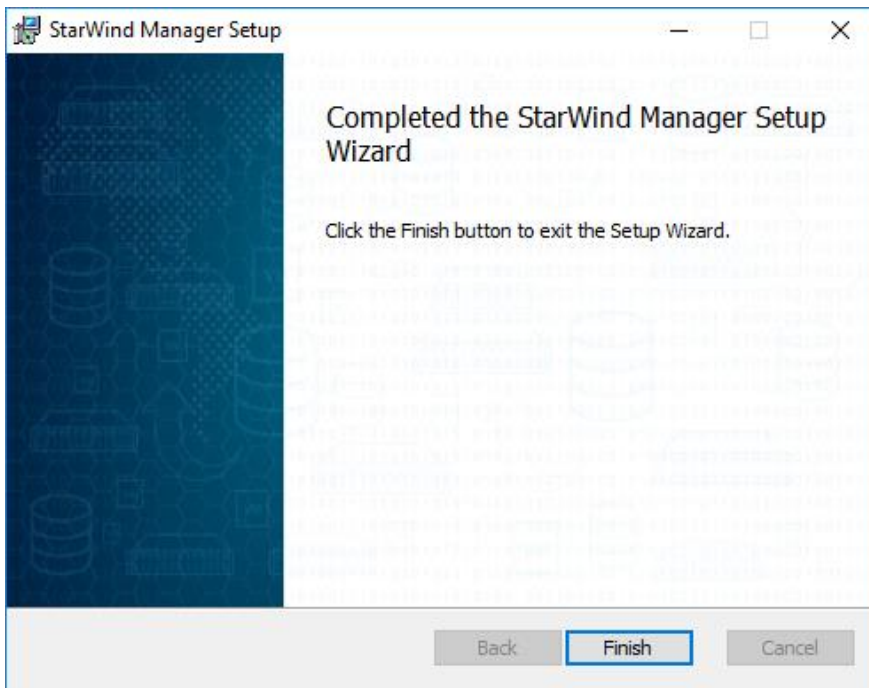 StarWind Manager Setup
Completed the StarWind Manager Setup
Wizard
Click the Finish button to exit the Setup Wizard.
Back
Finish
Cancel